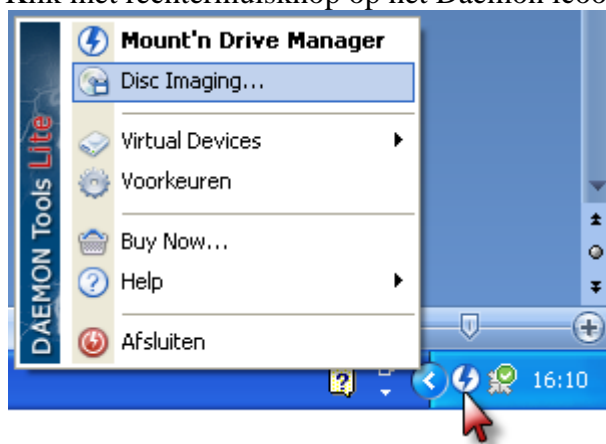 Klik met rechtermuisknop op het Daemon icoo
Mount'n Drive Manager
Disc Imaging...
Virtual Devices
Voorkeuren
Buy Now...
Help
Afsluiten
DAEMON Tools Lite
16:10